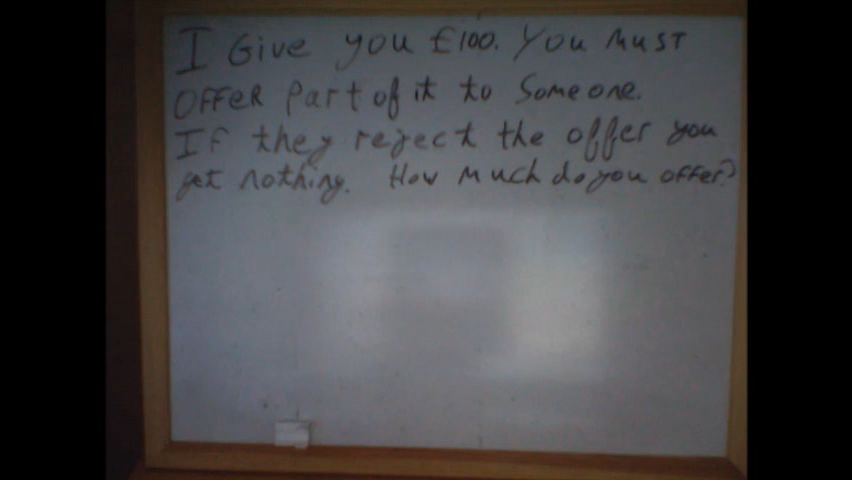 I Give you £100. You Must
OFFER part of it to Someone.
If they reject the offer you
get nothing. How much do you offer?